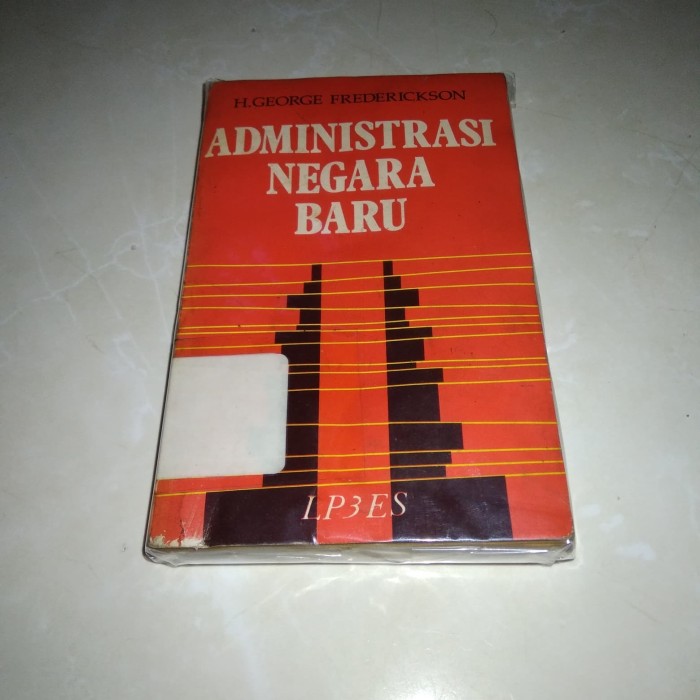 H.GEORGE FREDERICKSON
ADMINISTRASI
NEGARA
BARU
LP3ES